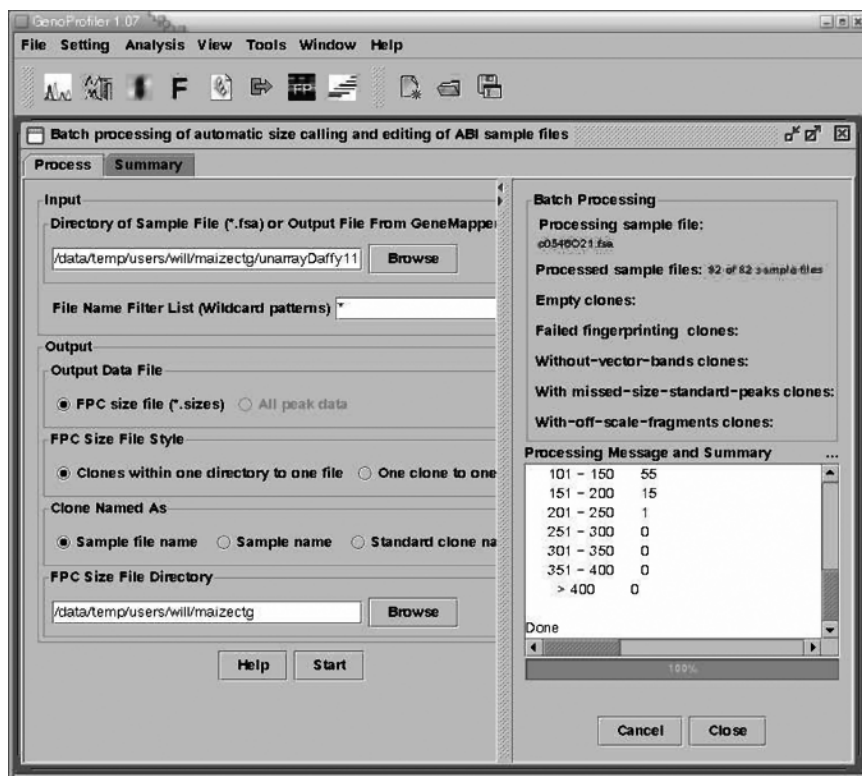 GenoProfiler 1.07
File Setting Analysis View Tools Window Help
F
FP
Batch processing of automatic size calling and editing of ABI sample files
Process Summary
Input
Directory of Sample File (*.fsa) or Output File From GeneMapper
/data/temp/users/will/maizectg/unarrayDaffy11 Browse
File Name Filter List (Wildcard patterns) *
Output
Output Data File
FPC size file (*.sizes) All peak data
FPC Size File Style
Clones within one directory to one file One clone to one
Clone Named As
Sample file name Sample name Standard clone na
FPC Size File Directory
/data/temp/users/will/maizectg Browse
Help Start
Batch Processing
Processing sample file:
c0546O21.fsa
Processed sample files: 92 of 92 sample files
Empty clones:
Failed fingerprinting clones:
Without-vector-bands clones:
With missed-size-standard-peaks clones:
With-off-scale-fragments clones:
Processing Message and Summary ...
101 - 150 55
151 - 200 15
201 - 250 1
251 - 300 0
301 - 350 0
351 - 400 0
> 400 0
Done
100%
Cancel Close